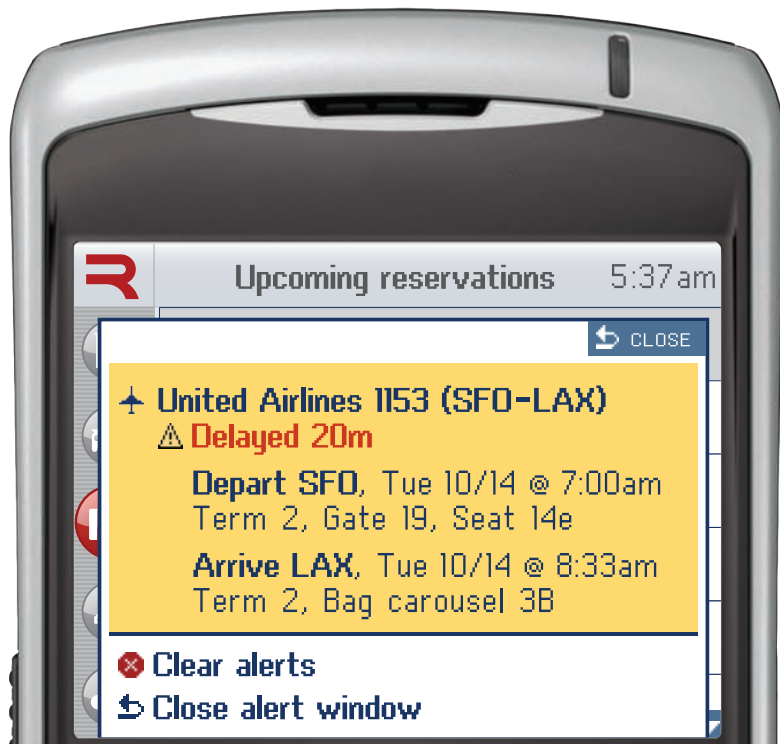 Upcoming reservations 5:37am
CLOSE
United Airlines 1153 (SFO-LAX)
Delayed 20m
Depart SFO, Tue 10/14 @ 7:00am
Term 2, Gate 19, Seat 14e
Arrive LAX, Tue 10/14 @ 8:33am
Term 2, Bag carousel 3B
Clear alerts
Close alert window